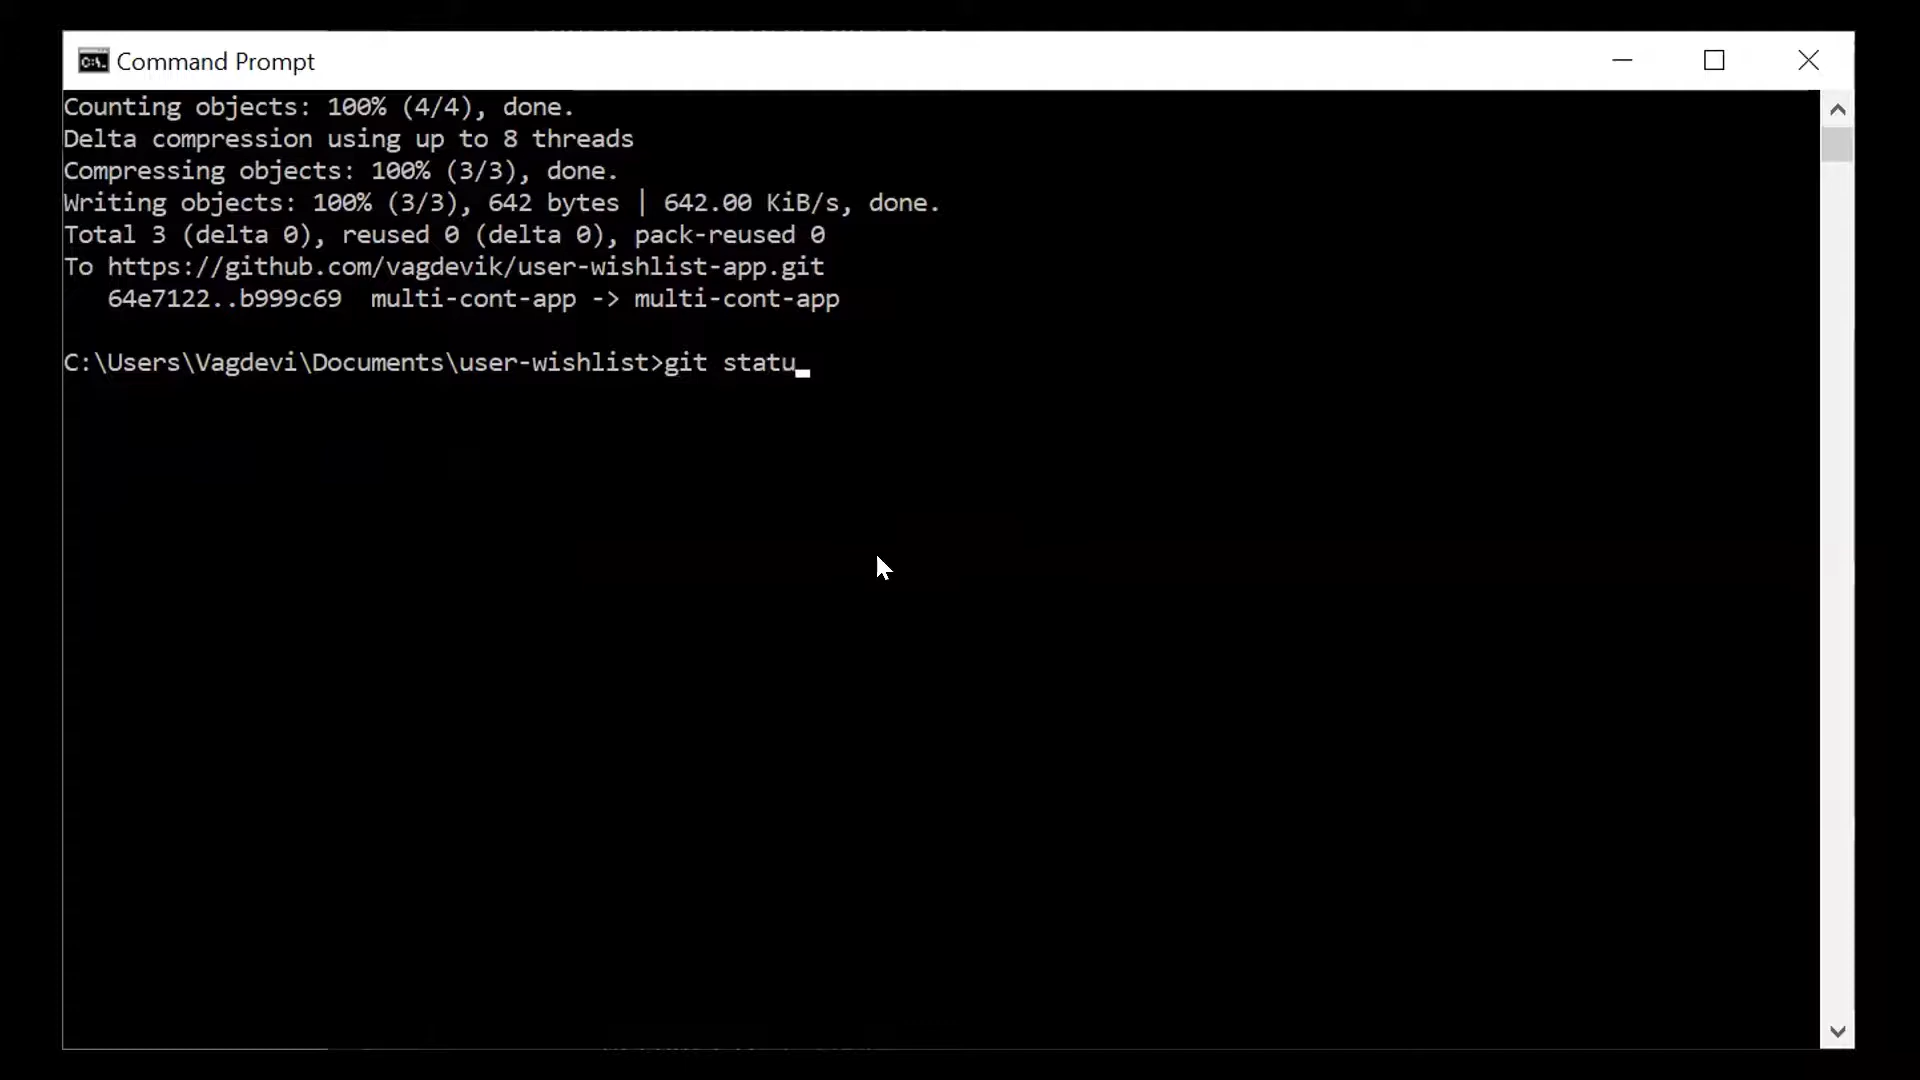 Command Prompt
Counting objects: 100% (4/4), done.
Delta compression using up to 8 threads
Compressing objects: 100% (3/3), done.
Writing objects: 100% (3/3), 642 bytes | 642.00 KiB/s, done.
Total 3 (delta 0), reused 0 (delta 0), pack-reused 0
To https://github.com/vagdevik/user-wishlist-app.git
64e7122..b999c69  multi-cont-app -> multi-cont-app
C:\Users\Vagdevi\Documents\user-wishlist>git statu